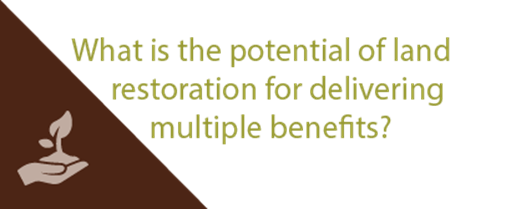 What is the potential of land
restoration for delivering
multiple benefits?